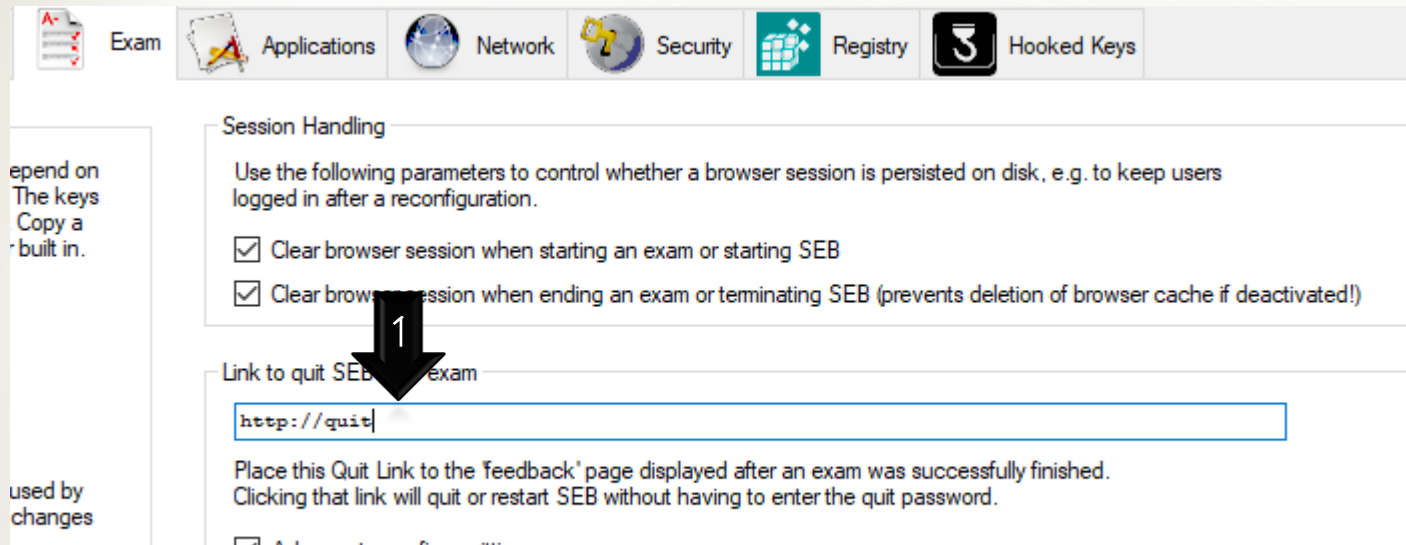 Exam Applications Network Security Registry Hooked Keys
Session Handling
epend on
The keys
Copy a
built in.
Use the following parameters to control whether a browser session is persisted on disk, e.g. to keep users
logged in after a reconfiguration.
Clear browser session when starting an exam or starting SEB
Clear browser session when ending an exam or terminating SEB (prevents deletion of browser cache if deactivated!)
1
Link to quit SEB exam
http://quit
Place this Quit Link to the 'feedback' page displayed after an exam was successfully finished.
Clicking that link will quit or restart SEB without having to enter the quit password.
used by
changes